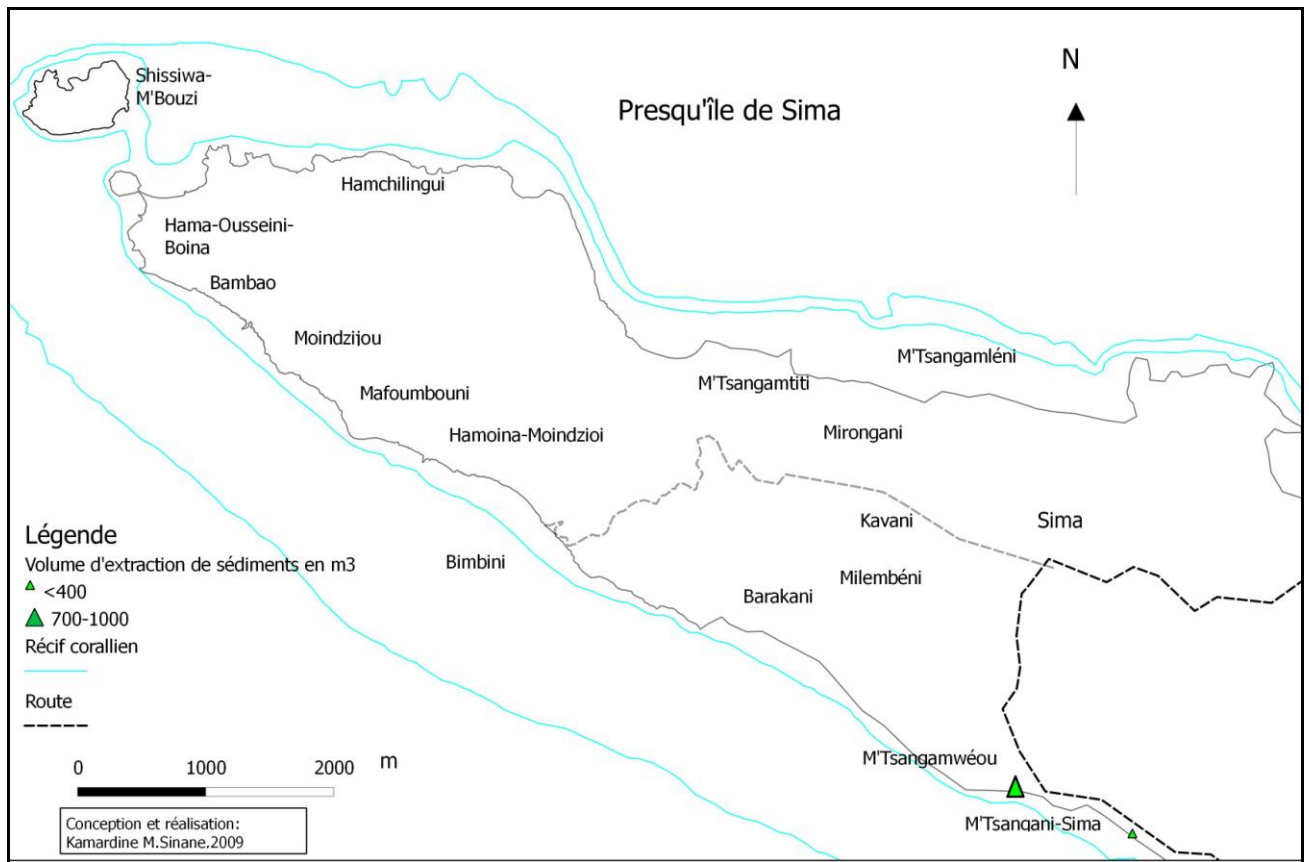 N
Shissiwa-
M'Bouzi
Presqu'île de Sima
Hamchilingui
Hama-Ousseini-
Boina
Bambao
Moindzijou
M'Tsangamléni
M'Tsangamtiti
Mafoumbouni
Hamoina-Moindzioi
Mirongani
Kavani
Sima
Bimbini
Milembéni
Barakani
M'Tsangamwéou
M'Tsangani-Sima
Légende
Volume d'extraction de sédiments en m3
<400
700-1000
Récif corallien
Route
0 1000 2000 m
Conception et réalisation:
Kamardine M.Sinane.2009